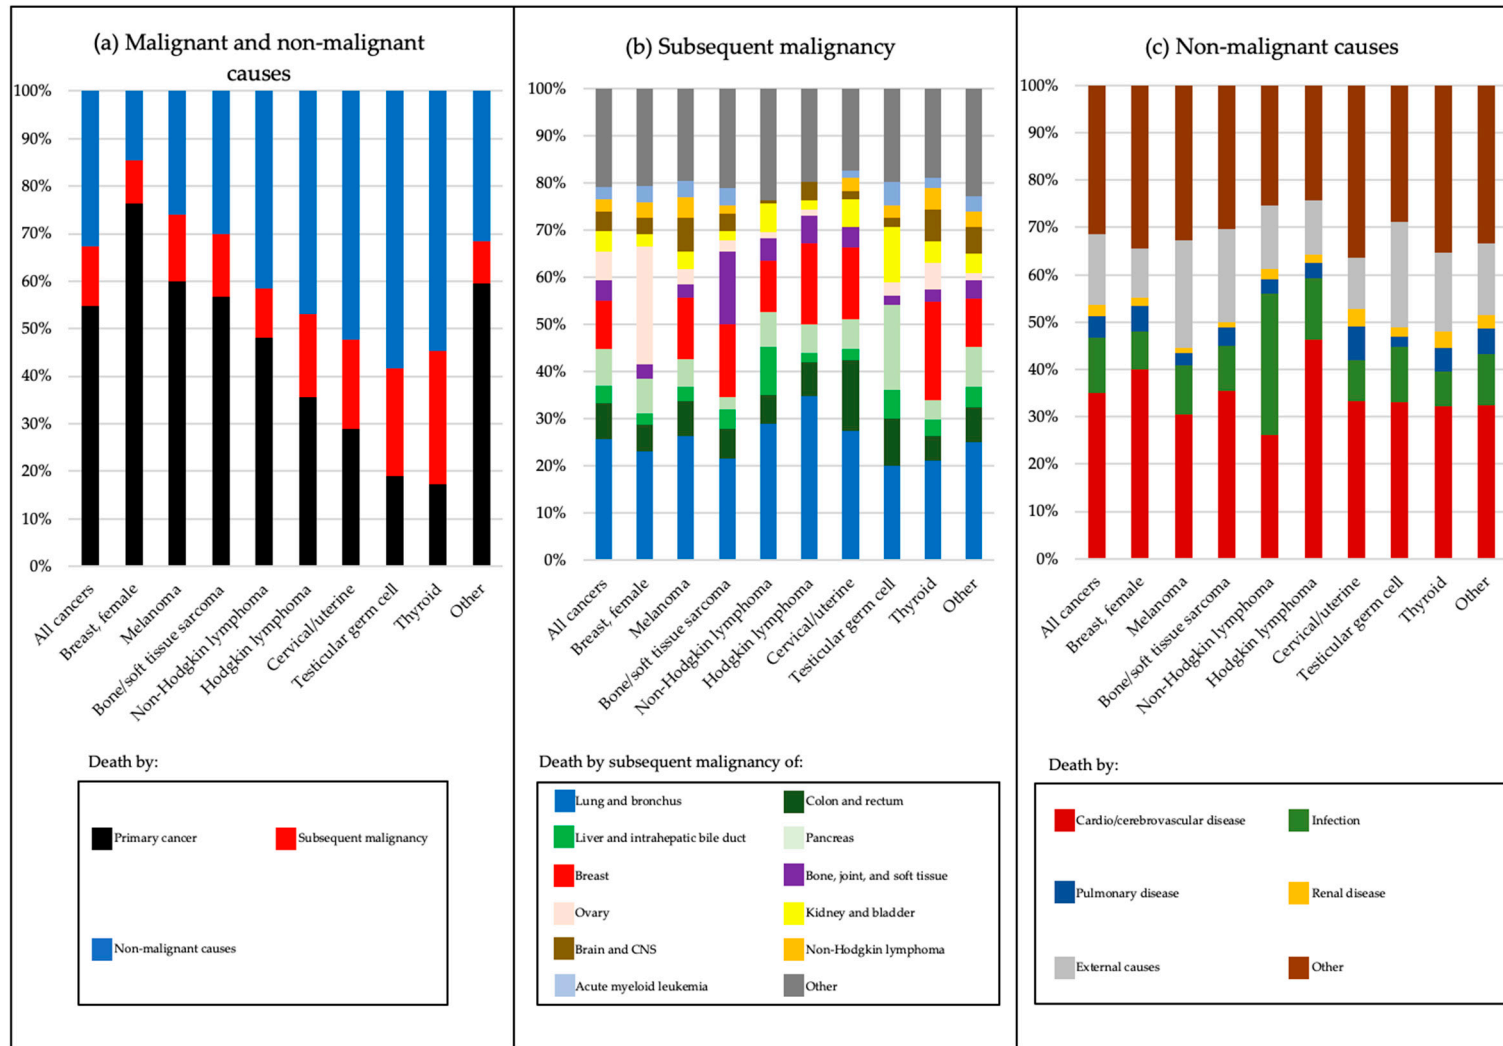 (a) Malignant and non-malignant
causes
100%
90%
80%
70%
60%
50%
40%
30%
20%
10%
0%
All cancers
Breast, female
Melanoma
Bone/soft tissue sarcoma
Non-Hodgkin lymphoma
Hodgkin lymphoma
Cervical/uterine
Testicular germ cell
Thyroid
Other
Death by:
Primary cancer
Subsequent malignancy
Non-malignant causes
(b) Subsequent malignancy
100%
90%
80%
70%
60%
50%
40%
30%
20%
10%
0%
All cancers
Breast, female
Melanoma
Bone/soft tissue sarcoma
Non-Hodgkin lymphoma
Hodgkin lymphoma
Cervical/uterine
Testicular germ cell
Thyroid
Other
Death by subsequent malignancy of:
Lung and bronchus
Colon and rectum
Liver and intrahepatic bile duct
Pancreas
Breast
Bone, joint, and soft tissue
Ovary
Kidney and bladder
Brain and CNS
Non-Hodgkin lymphoma
Acute myeloid leukemia
Other
(c) Non-malignant causes
100%
90%
80%
70%
60%
50%
40%
30%
20%
10%
0%
All cancers
Breast, female
Melanoma
Bone/soft tissue sarcoma
Non-Hodgkin lymphoma
Hodgkin lymphoma
Cervical/uterine
Testicular germ cell
Thyroid
Other
Death by:
Cardio/cerebrovascular disease
Infection
Pulmonary disease
Renal disease
External causes
Other